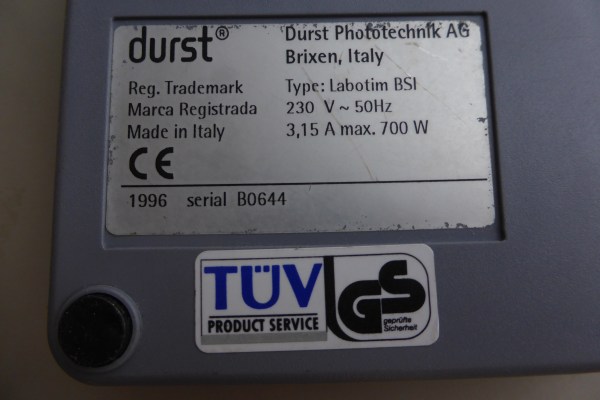 durst®
Durst Phototechnik AG
Brixen, Italy
Reg. Trademark
Type: Labotim BSI
Marca Registrada
230 V ~ 50Hz
Made in Italy
3,15 A max. 700 W
CE
1996 serial B0644
TÜV
PRODUCT SERVICE
GS
geprüfte
Sicherheit